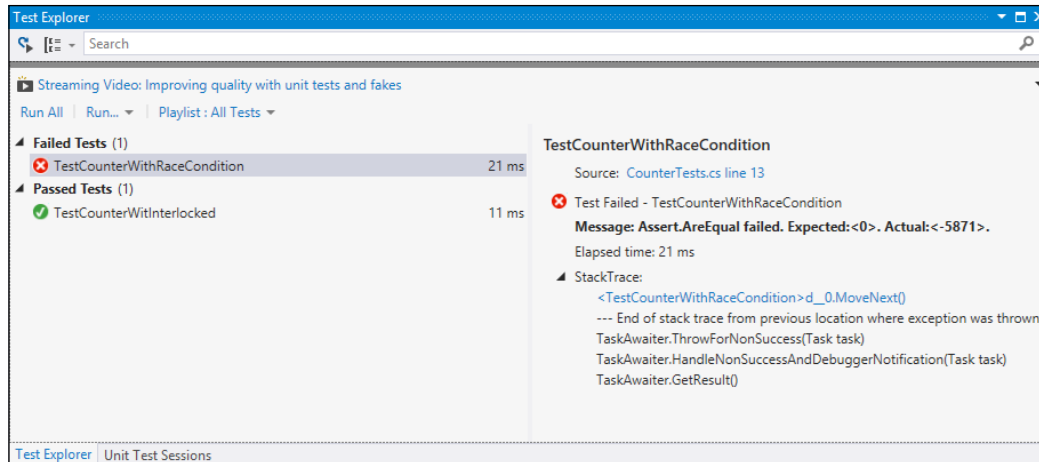 Test Explorer
Search
Streaming Video: Improving quality with unit tests and fakes
Run All | Run... | Playlist : All Tests
Failed Tests (1)
TestCounterWithRaceCondition 21 ms
Passed Tests (1)
TestCounterWitInterlocked 11 ms
TestCounterWithRaceCondition
Source: CounterTests.cs line 13
Test Failed - TestCounterWithRaceCondition
Message: Assert.AreEqual failed. Expected:<0>. Actual:<-5871>.
Elapsed time: 21 ms
StackTrace:
<TestCounterWithRaceCondition>d__0.MoveNext()
--- End of stack trace from previous location where exception was thrown
TaskAwaiter.ThrowForNonSuccess(Task task)
TaskAwaiter.HandleNonSuccessAndDebuggerNotification(Task task)
TaskAwaiter.GetResult()
Test Explorer Unit Test Sessions